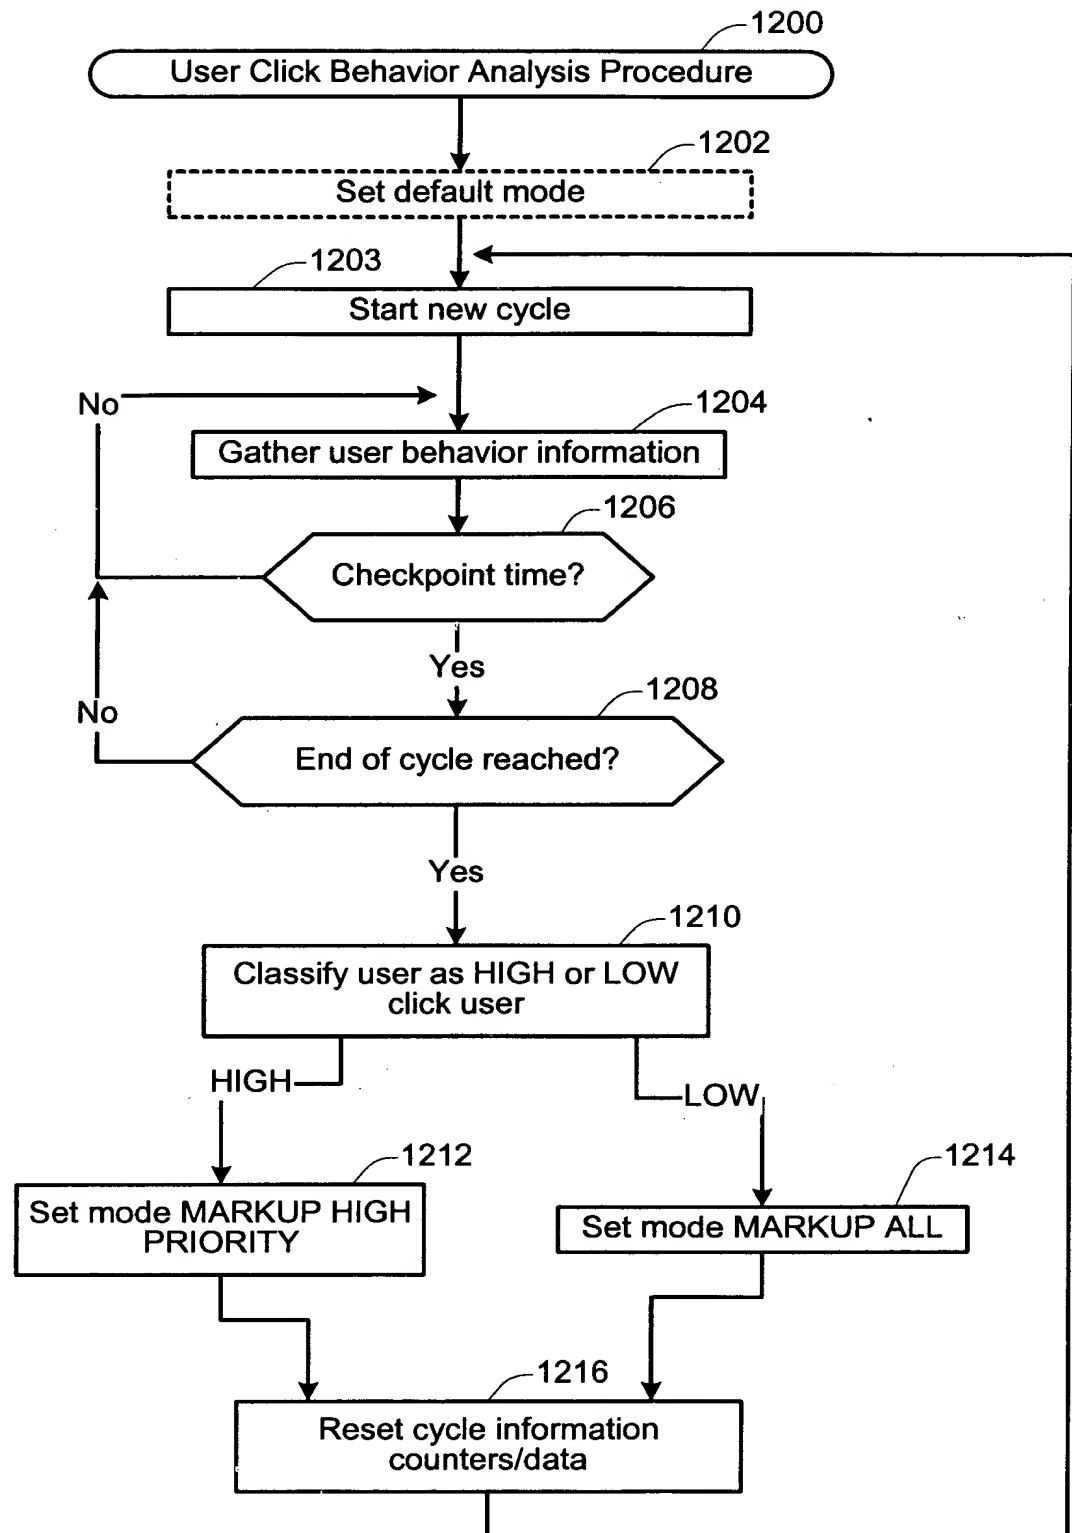 1200
User Click Behavior Analysis Procedure
1202
Set default mode
1203
Start new cycle
No
1204
Gather user behavior information
1206
Checkpoint time?
Yes
1208
No
End of cycle reached?
Yes
1210
Classify user as HIGH or LOW
click user
HIGH
LOW
1212
1214
Set mode MARKUP HIGH
PRIORITY
Set mode MARKUP ALL
1216
Reset cycle information
counters/data